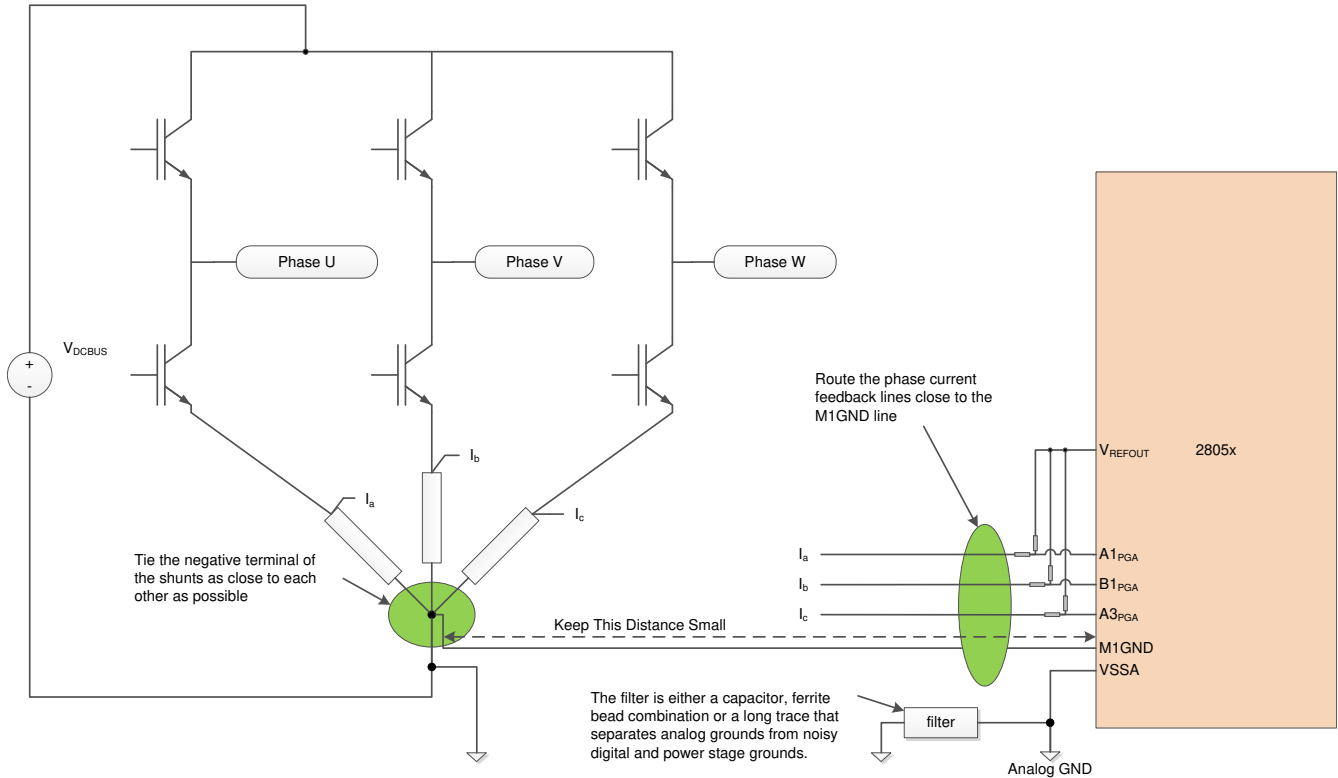 Phase U
Phase V
Phase W
+
-
VDCBUS
Route the phase current
feedback lines close to the
M1GND line
Ib
Ia
Ic
VREFOUT
2805x
Tie the negative terminal of
the shunts as close to each
other as possible
Ia
Ib
Ic
A1PGA
B1PGA
A3PGA
Keep This Distance Small
M1GND
VSSA
The filter is either a capacitor, ferrite
bead combination or a long trace that
separates analog grounds from noisy
digital and power stage grounds.
filter
Analog GND